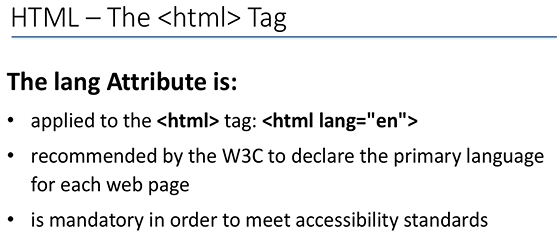 HTML – The <html> Tag
The lang Attribute is:
• applied to the <html> tag: <html lang="en">
• recommended by the W3C to declare the primary language
for each web page
• is mandatory in order to meet accessibility standards